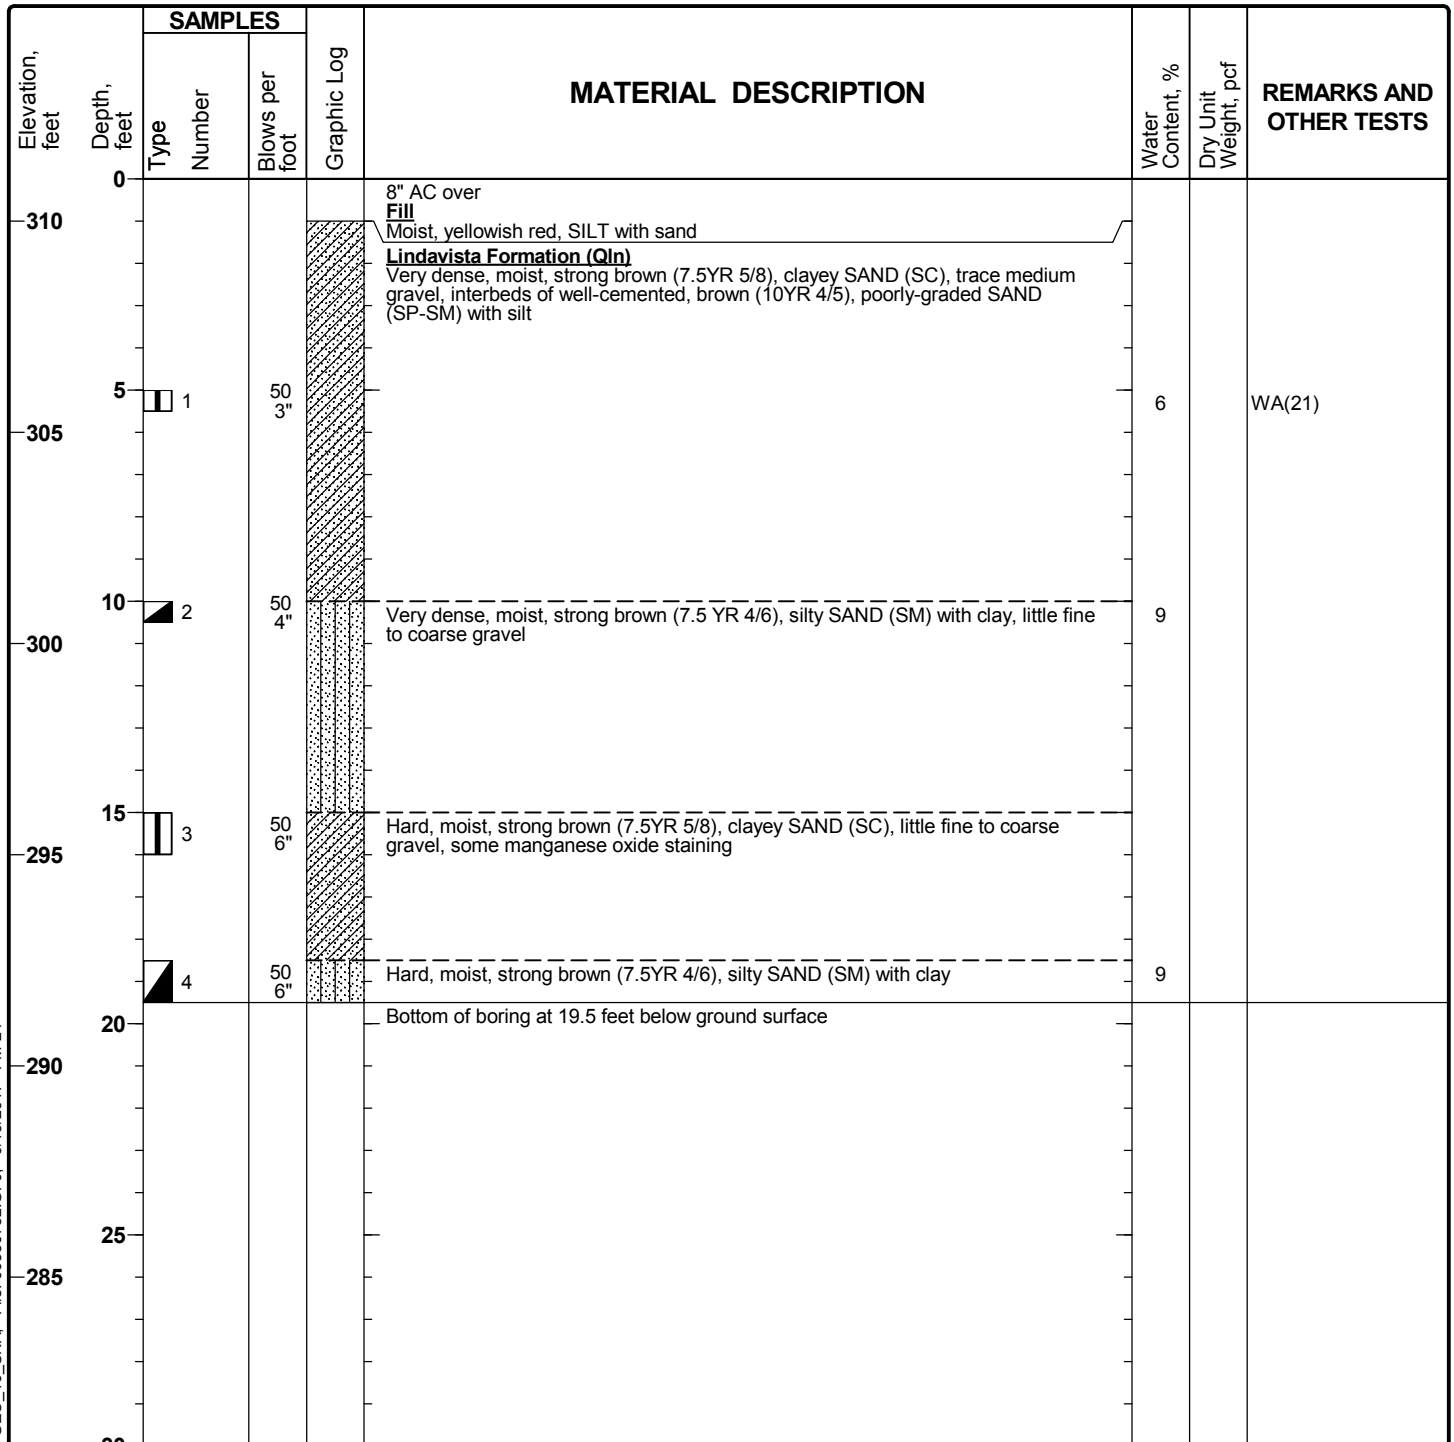 SAMPLES
Elevation,
feet
Depth,
feet
Type
Number
Blows per
foot
Graphic Log
MATERIAL DESCRIPTION
Water
Content, %
Dry Unit
Weight, pcf
REMARKS AND
OTHER TESTS
0
8" AC over
Fill
310
Moist, yellowish red, SILT with sand
Lindavista Formation (Qln)
Very dense, moist, strong brown (7.5YR 5/8), clayey SAND (SC), trace medium
gravel, interbeds of well-cemented, brown (10YR 4/5), poorly-graded SAND
(SP-SM) with silt
5
1
50
3"
6
WA(21)
305
10
2
50
4"
Very dense, moist, strong brown (7.5 YR 4/6), silty SAND (SM) with clay, little fine
to coarse gravel
9
300
15
3
50
6"
Hard, moist, strong brown (7.5YR 5/8), clayey SAND (SC), little fine to coarse
gravel, some manganese oxide staining
295
4
50
6"
Hard, moist, strong brown (7.5YR 4/6), silty SAND (SM) with clay
9
Bottom of boring at 19.5 feet below ground surface
20
290
25
285